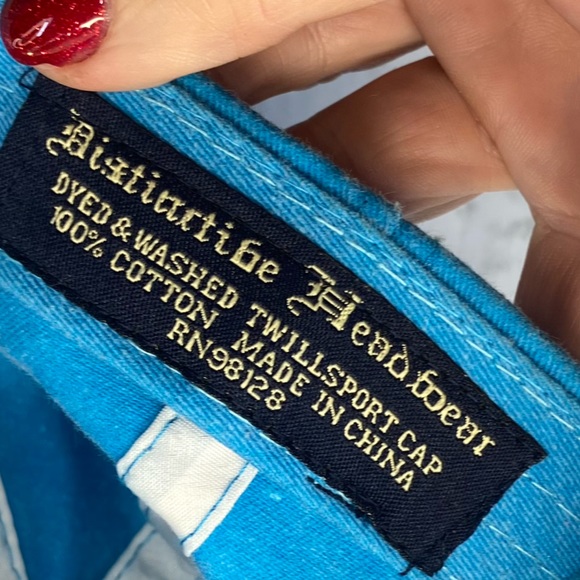 Distinctive HeadWear
DYED & WASHED TWILLSPORT CAP
100% COTTON MADE IN CHINA
RN98128